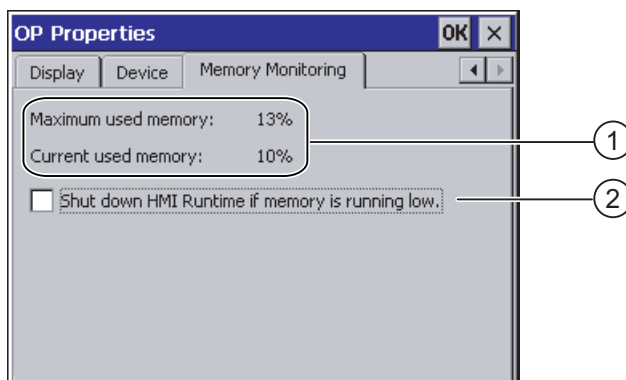 OP Properties OK ×
Display Device Memory Monitoring
Maximum used memory: 13%
Current used memory: 10%
Shut down HMI Runtime if memory is running low.
1
2